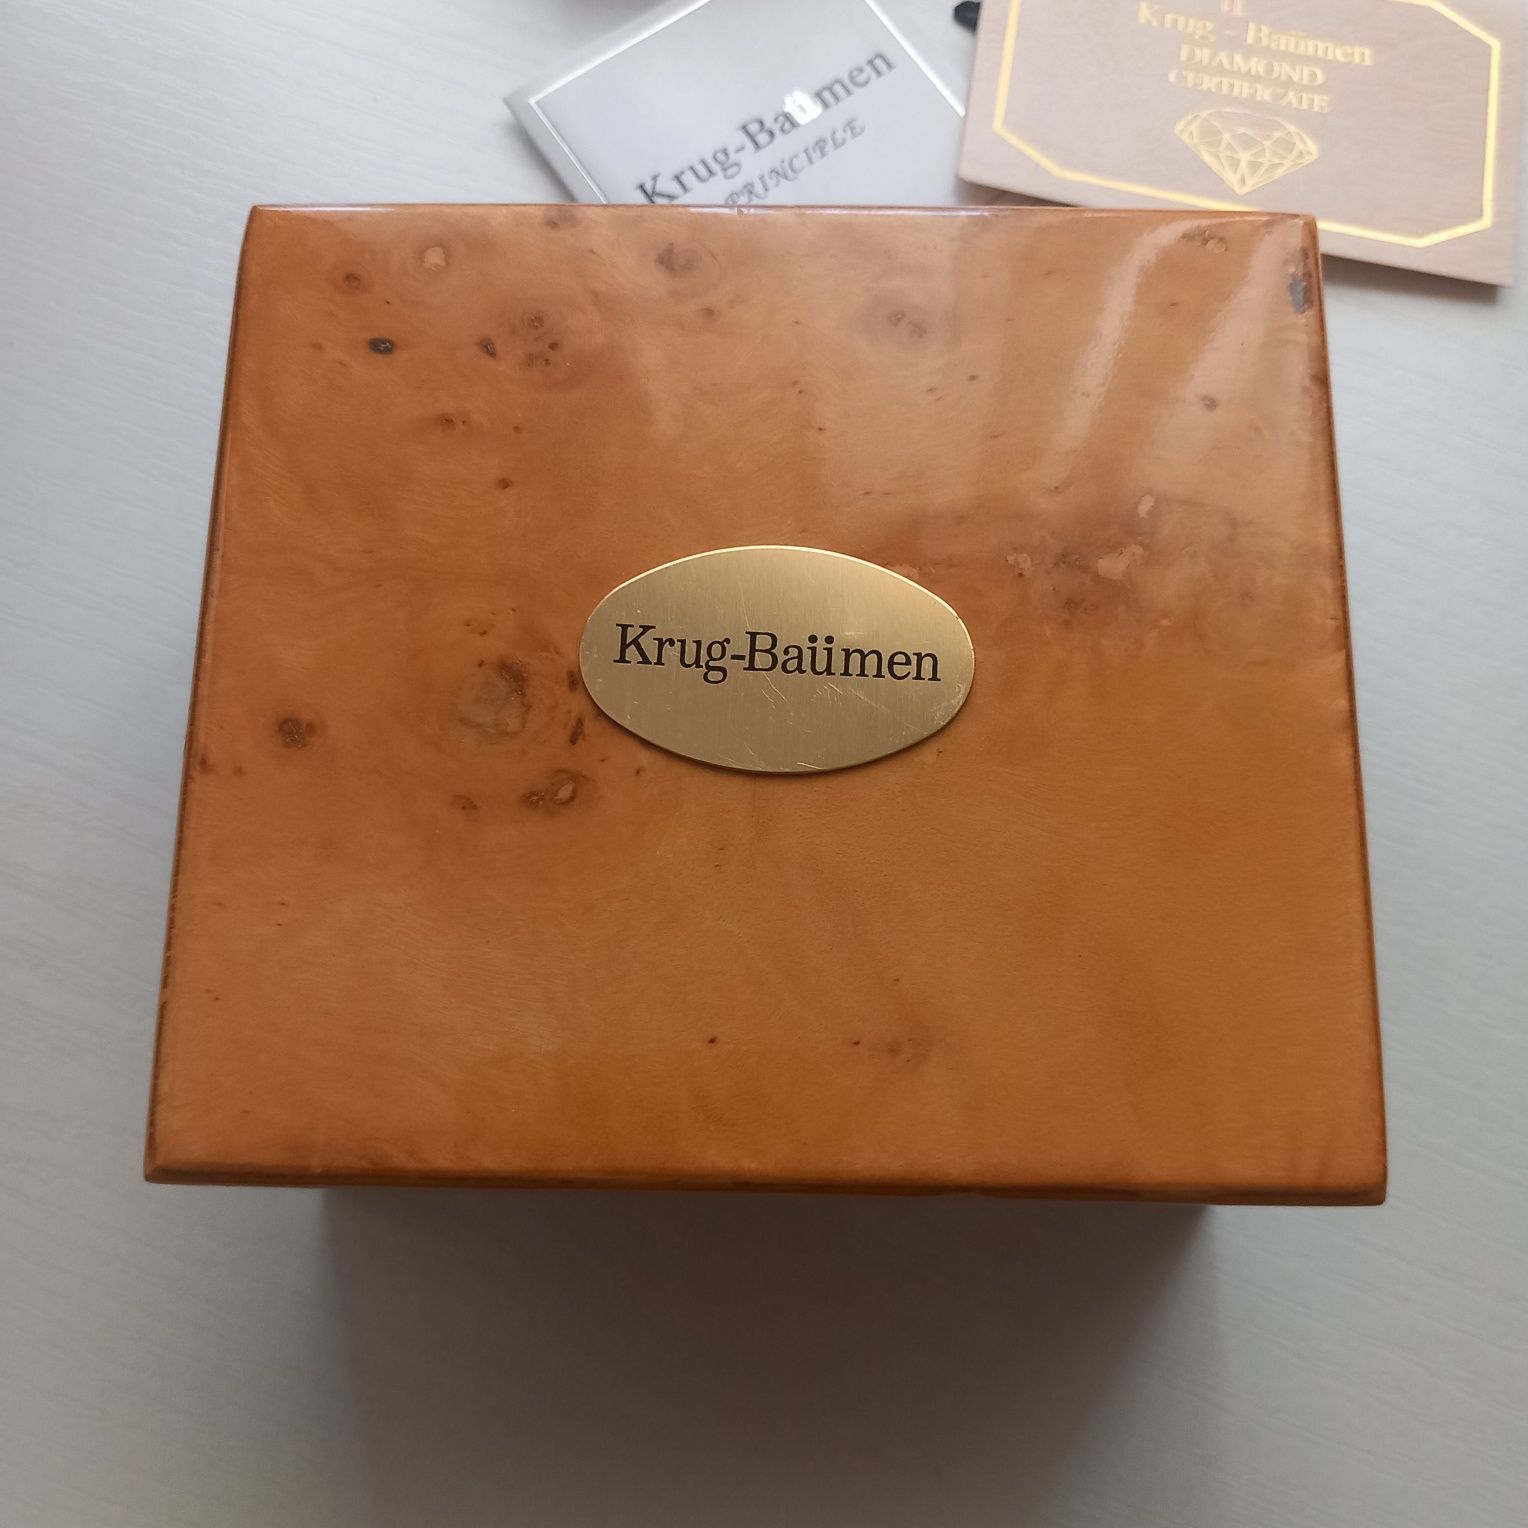 Krug-Baümen
PRINCIPLE
Krug - Baümen
DIAMOND
CERTIFICATE
Krug-Baümen